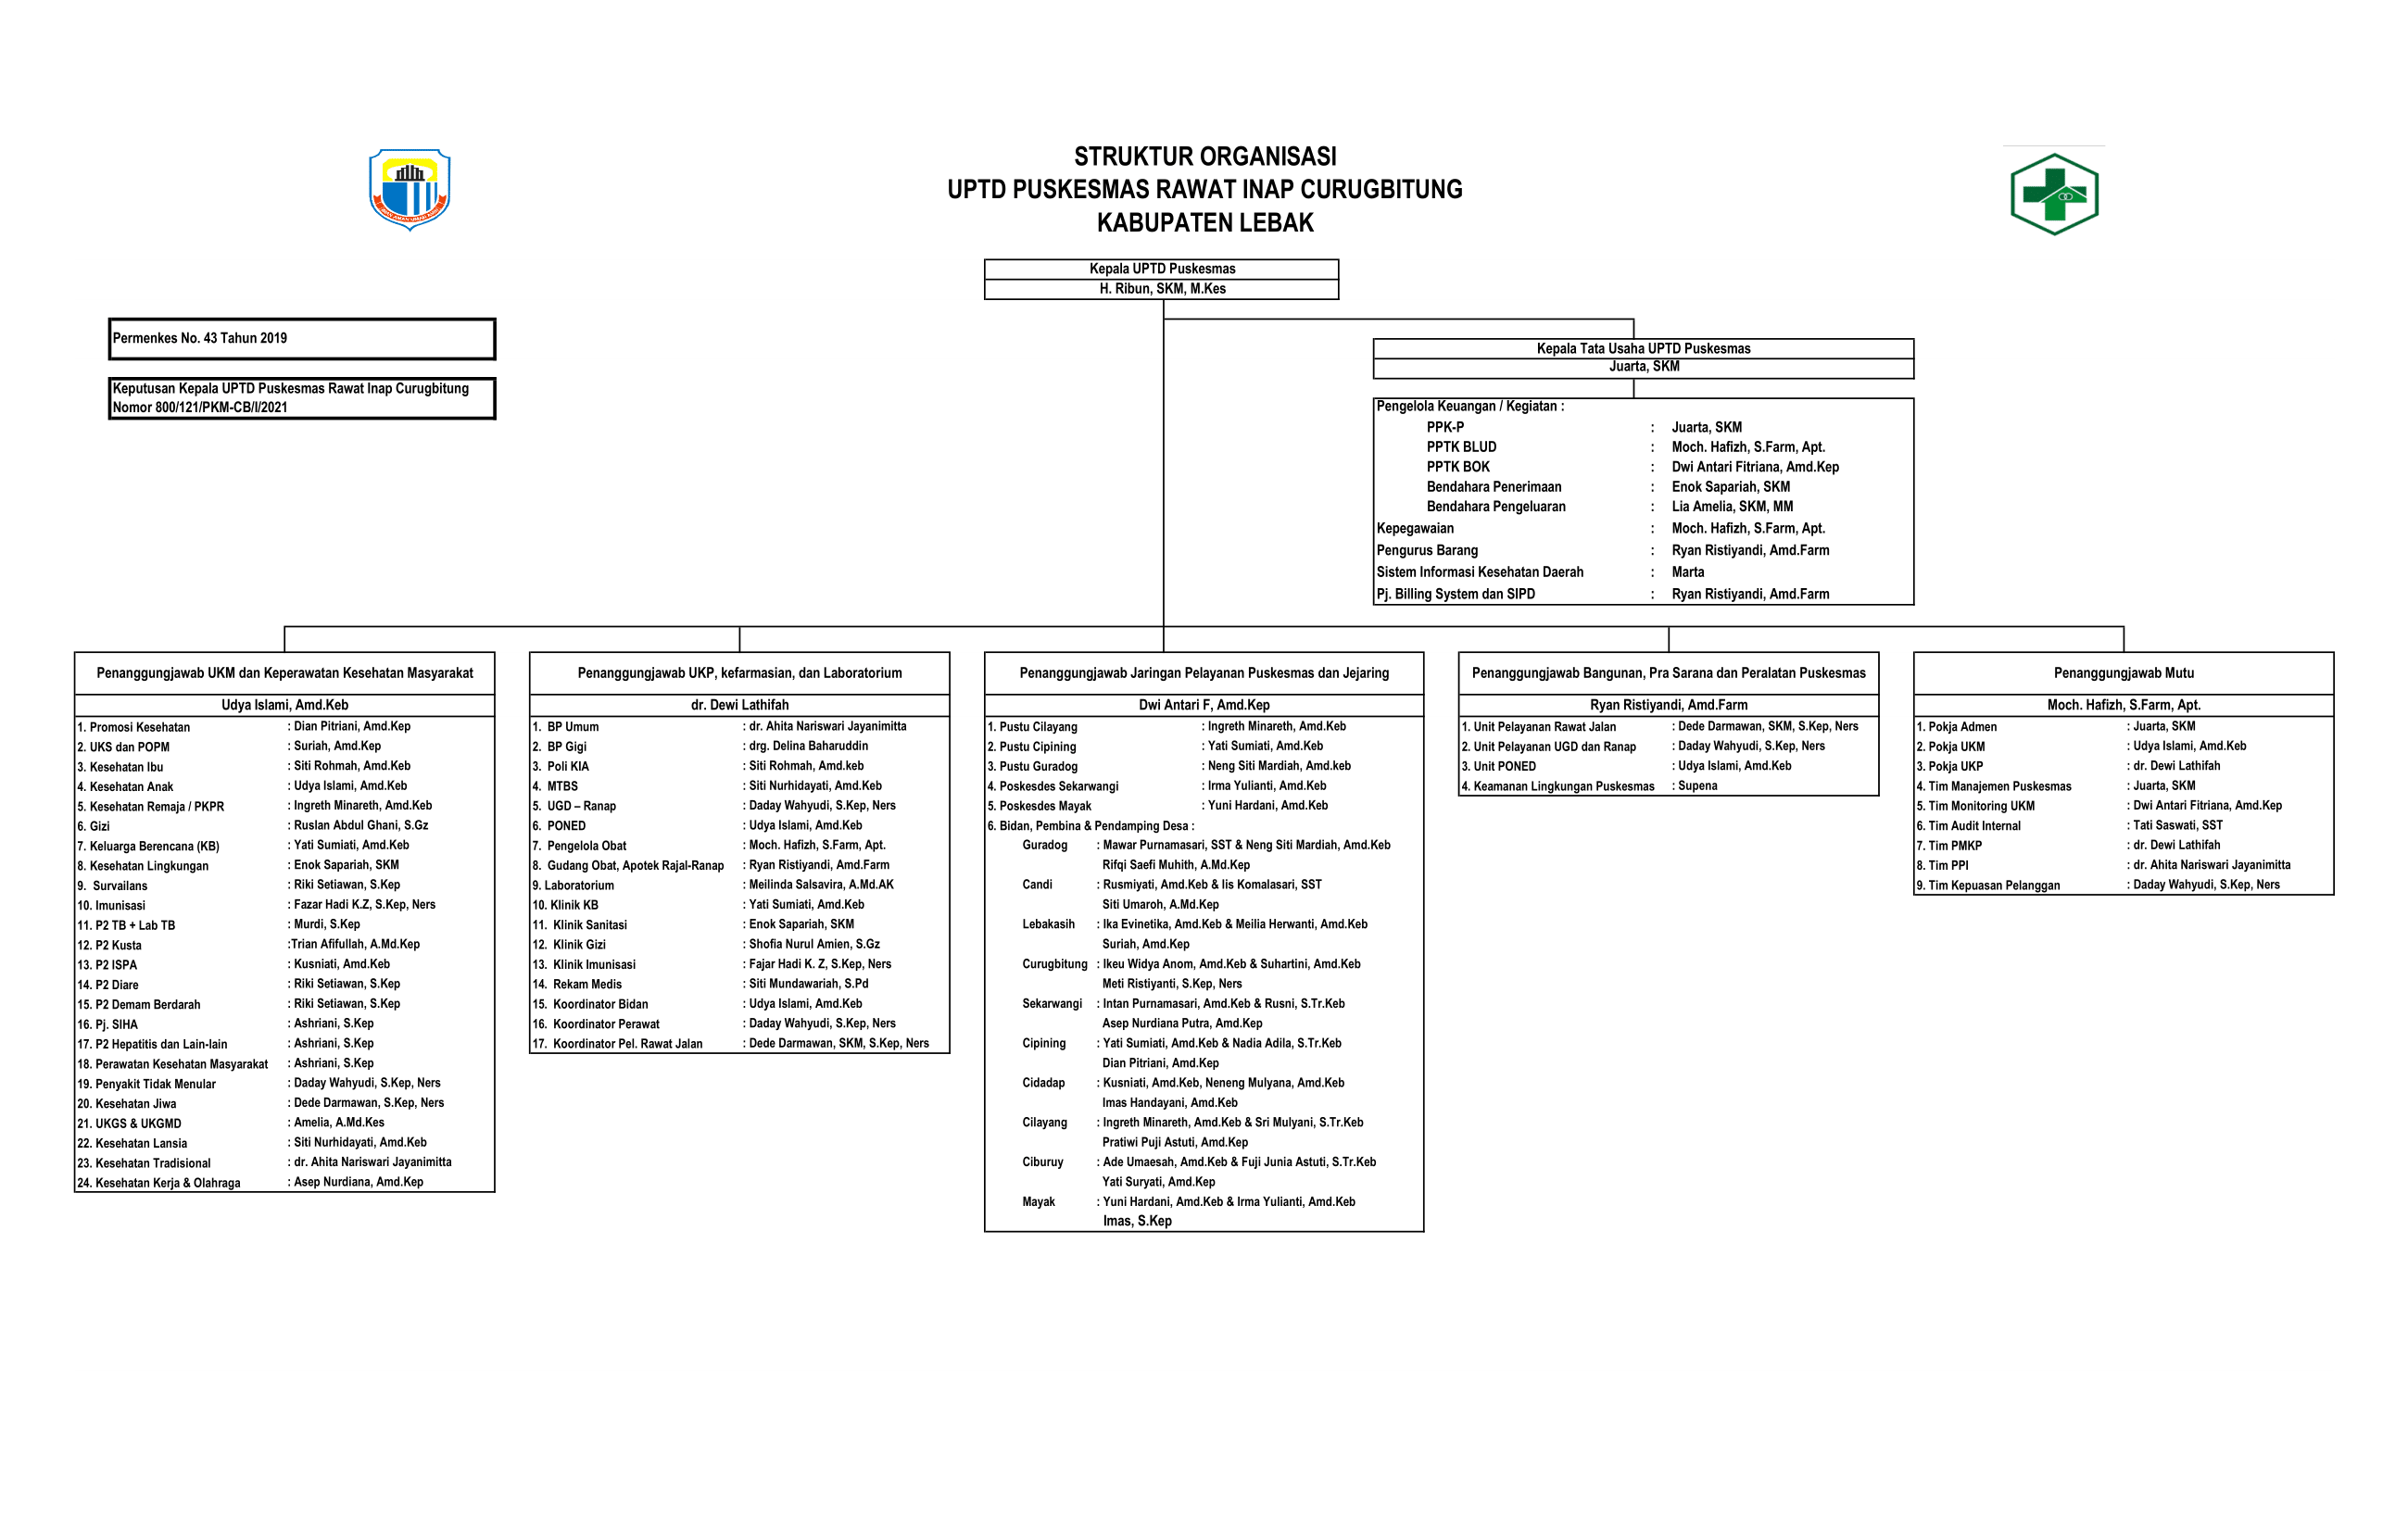 STRUKTUR ORGANISASI
UPTD PUSKESMAS RAWAT INAP CURUGBITUNG
KABUPATEN LEBAK
Kepala UPTD Puskesmas
H. Ribun, SKM, M.Kes
Permenkes No. 43 Tahun 2019
Keputusan Kepala UPTD Puskesmas Rawat Inap Curugbitung
Nomor 800/121/PKM-CB/I/2021
Kepala Tata Usaha UPTD Puskesmas
Juarta, SKM
Pengelola Keuangan / Kegiatan :
PPK-P : Juarta, SKM
PPTK BLUD : Moch. Hafizh, S.Farm, Apt.
PPTK BOK : Dwi Antari Fitriana, Amd.Kep
Bendahara Penerimaan : Enok Sapariah, SKM
Bendahara Pengeluaran : Lia Amelia, SKM, MM
Kepegawaian : Moch. Hafizh, S.Farm, Apt.
Pengurus Barang : Ryan Ristiyandi, Amd.Farm
Sistem Informasi Kesehatan Daerah : Marta
Pj. Billing System dan SIPD : Ryan Ristiyandi, Amd.Farm
Penanggungjawab UKM dan Keperawatan Kesehatan Masyarakat
Udya Islami, Amd.Keb
1. Promosi Kesehatan : Dian Pitriani, Amd.Kep
2. UKS dan POPM : Suriah, Amd.Kep
3. Kesehatan Ibu : Siti Rohmah, Amd.Keb
4. Kesehatan Anak : Udya Islami, Amd.Keb
5. Kesehatan Remaja / PKPR : Ingreth Minareth, Amd.Keb
6. Gizi : Ruslan Abdul Ghani, S.Gz
7. Keluarga Berencana (KB) : Yati Sumiati, Amd.Keb
8. Kesehatan Lingkungan : Enok Sapariah, SKM
9. Survailans : Riki Setiawan, S.Kep
10. Imunisasi : Fazar Hadi K.Z, S.Kep, Ners
11. P2 TB + Lab TB : Murdi, S.Kep
12. P2 Kusta :Trian Afifullah, A.Md.Kep
13. P2 ISPA : Kusniati, Amd.Keb
14. P2 Diare : Riki Setiawan, S.Kep
15. P2 Demam Berdarah : Riki Setiawan, S.Kep
16. Pj. SIHA : Ashriani, S.Kep
17. P2 Hepatitis dan Lain-lain : Ashriani, S.Kep
18. Perawatan Kesehatan Masyarakat : Ashriani, S.Kep
19. Penyakit Tidak Menular : Daday Wahyudi, S.Kep, Ners
20. Kesehatan Jiwa : Dede Darmawan, S.Kep, Ners
21. UKGS & UKGMD : Amelia, A.Md.Kes
22. Kesehatan Lansia : Siti Nurhidayati, Amd.Keb
23. Kesehatan Tradisional : dr. Ahita Nariswari Jayanimitta
24. Kesehatan Kerja & Olahraga : Asep Nurdiana, Amd.Kep
Penanggungjawab UKP, kefarmasian, dan Laboratorium
dr. Dewi Lathifah
1. BP Umum : dr. Ahita Nariswari Jayanimitta
2. BP Gigi : drg. Delina Baharuddin
3. Poli KIA : Siti Rohmah, Amd.keb
4. MTBS : Siti Nurhidayati, Amd.Keb
5. UGD – Ranap : Daday Wahyudi, S.Kep, Ners
6. PONED : Udya Islami, Amd.Keb
7. Pengelola Obat : Moch. Hafizh, S.Farm, Apt.
8. Gudang Obat, Apotek Rajal-Ranap : Ryan Ristiyandi, Amd.Farm
9. Laboratorium : Meilinda Salsavira, A.Md.AK
10. Klinik KB : Yati Sumiati, Amd.Keb
11. Klinik Sanitasi : Enok Sapariah, SKM
12. Klinik Gizi : Shofia Nurul Amien, S.Gz
13. Klinik Imunisasi : Fajar Hadi K. Z, S.Kep, Ners
14. Rekam Medis : Siti Mundawariah, S.Pd
15. Koordinator Bidan : Udya Islami, Amd.Keb
16. Koordinator Perawat : Daday Wahyudi, S.Kep, Ners
17. Koordinator Pel. Rawat Jalan : Dede Darmawan, SKM, S.Kep, Ners
Penanggungjawab Jaringan Pelayanan Puskesmas dan Jejaring
Dwi Antari F, Amd.Kep
1. Pustu Cilayang : Ingreth Minareth, Amd.Keb
2. Pustu Cipining : Yati Sumiati, Amd.Keb
3. Pustu Guradog : Neng Siti Mardiah, Amd.keb
4. Poskesdes Sekarwangi : Irma Yulianti, Amd.Keb
5. Poskesdes Mayak : Yuni Hardani, Amd.Keb
6. Bidan, Pembina & Pendamping Desa :
Guradog : Mawar Purnamasari, SST & Neng Siti Mardiah, Amd.Keb
Rifqi Saefi Muhith, A.Md.Kep
Candi : Rusmiyati, Amd.Keb & Iis Komalasari, SST
Siti Umaroh, A.Md.Kep
Lebakasih : Ika Evinetika, Amd.Keb & Meilia Herwanti, Amd.Keb
Suriah, Amd.Kep
Curugbitung : Ikeu Widya Anom, Amd.Keb & Suhartini, Amd.Keb
Meti Ristiyanti, S.Kep, Ners
Sekarwangi : Intan Purnamasari, Amd.Keb & Rusni, S.Tr.Keb
Asep Nurdiana Putra, Amd.Kep
Cipining : Yati Sumiati, Amd.Keb & Nadia Adila, S.Tr.Keb
Dian Pitriani, Amd.Kep
Cidadap : Kusniati, Amd.Keb, Neneng Mulyana, Amd.Keb
Imas Handayani, Amd.Keb
Cilayang : Ingreth Minareth, Amd.Keb & Sri Mulyani, S.Tr.Keb
Pratiwi Puji Astuti, Amd.Kep
Ciburuy : Ade Umaesah, Amd.Keb & Fuji Junia Astuti, S.Tr.Keb
Yati Suryati, Amd.Kep
Mayak : Yuni Hardani, Amd.Keb & Irma Yulianti, Amd.Keb
Imas, S.Kep
Penanggungjawab Bangunan, Pra Sarana dan Peralatan Puskesmas
Ryan Ristiyandi, Amd.Farm
1. Unit Pelayanan Rawat Jalan : Dede Darmawan, SKM, S.Kep, Ners
2. Unit Pelayanan UGD dan Ranap : Daday Wahyudi, S.Kep, Ners
3. Unit PONED : Udya Islami, Amd.Keb
4. Keamanan Lingkungan Puskesmas : Supena
Penanggungjawab Mutu
Moch. Hafizh, S.Farm, Apt.
1. Pokja Admen : Juarta, SKM
2. Pokja UKM : Udya Islami, Amd.Keb
3. Pokja UKP : dr. Dewi Lathifah
4. Tim Manajemen Puskesmas : Juarta, SKM
5. Tim Monitoring UKM : Dwi Antari Fitriana, Amd.Kep
6. Tim Audit Internal : Tati Saswati, SST
7. Tim PMKP : dr. Dewi Lathifah
8. Tim PPI : dr. Ahita Nariswari Jayanimitta
9. Tim Kepuasan Pelanggan : Daday Wahyudi, S.Kep, Ners